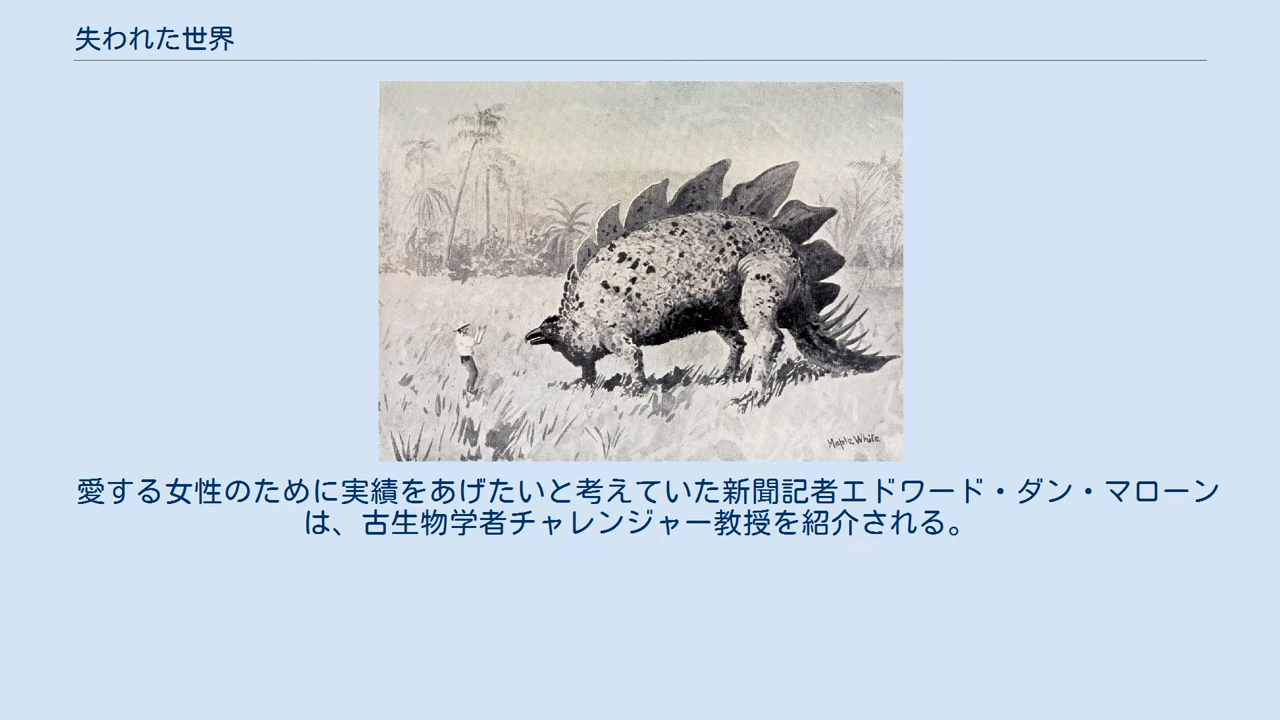 失われた世界
Maple White
愛する女性のために実績をあげたいと考えていた新聞記者エドワード・ダン・マローン
は、古生物学者チャレンジャー教授を紹介される。